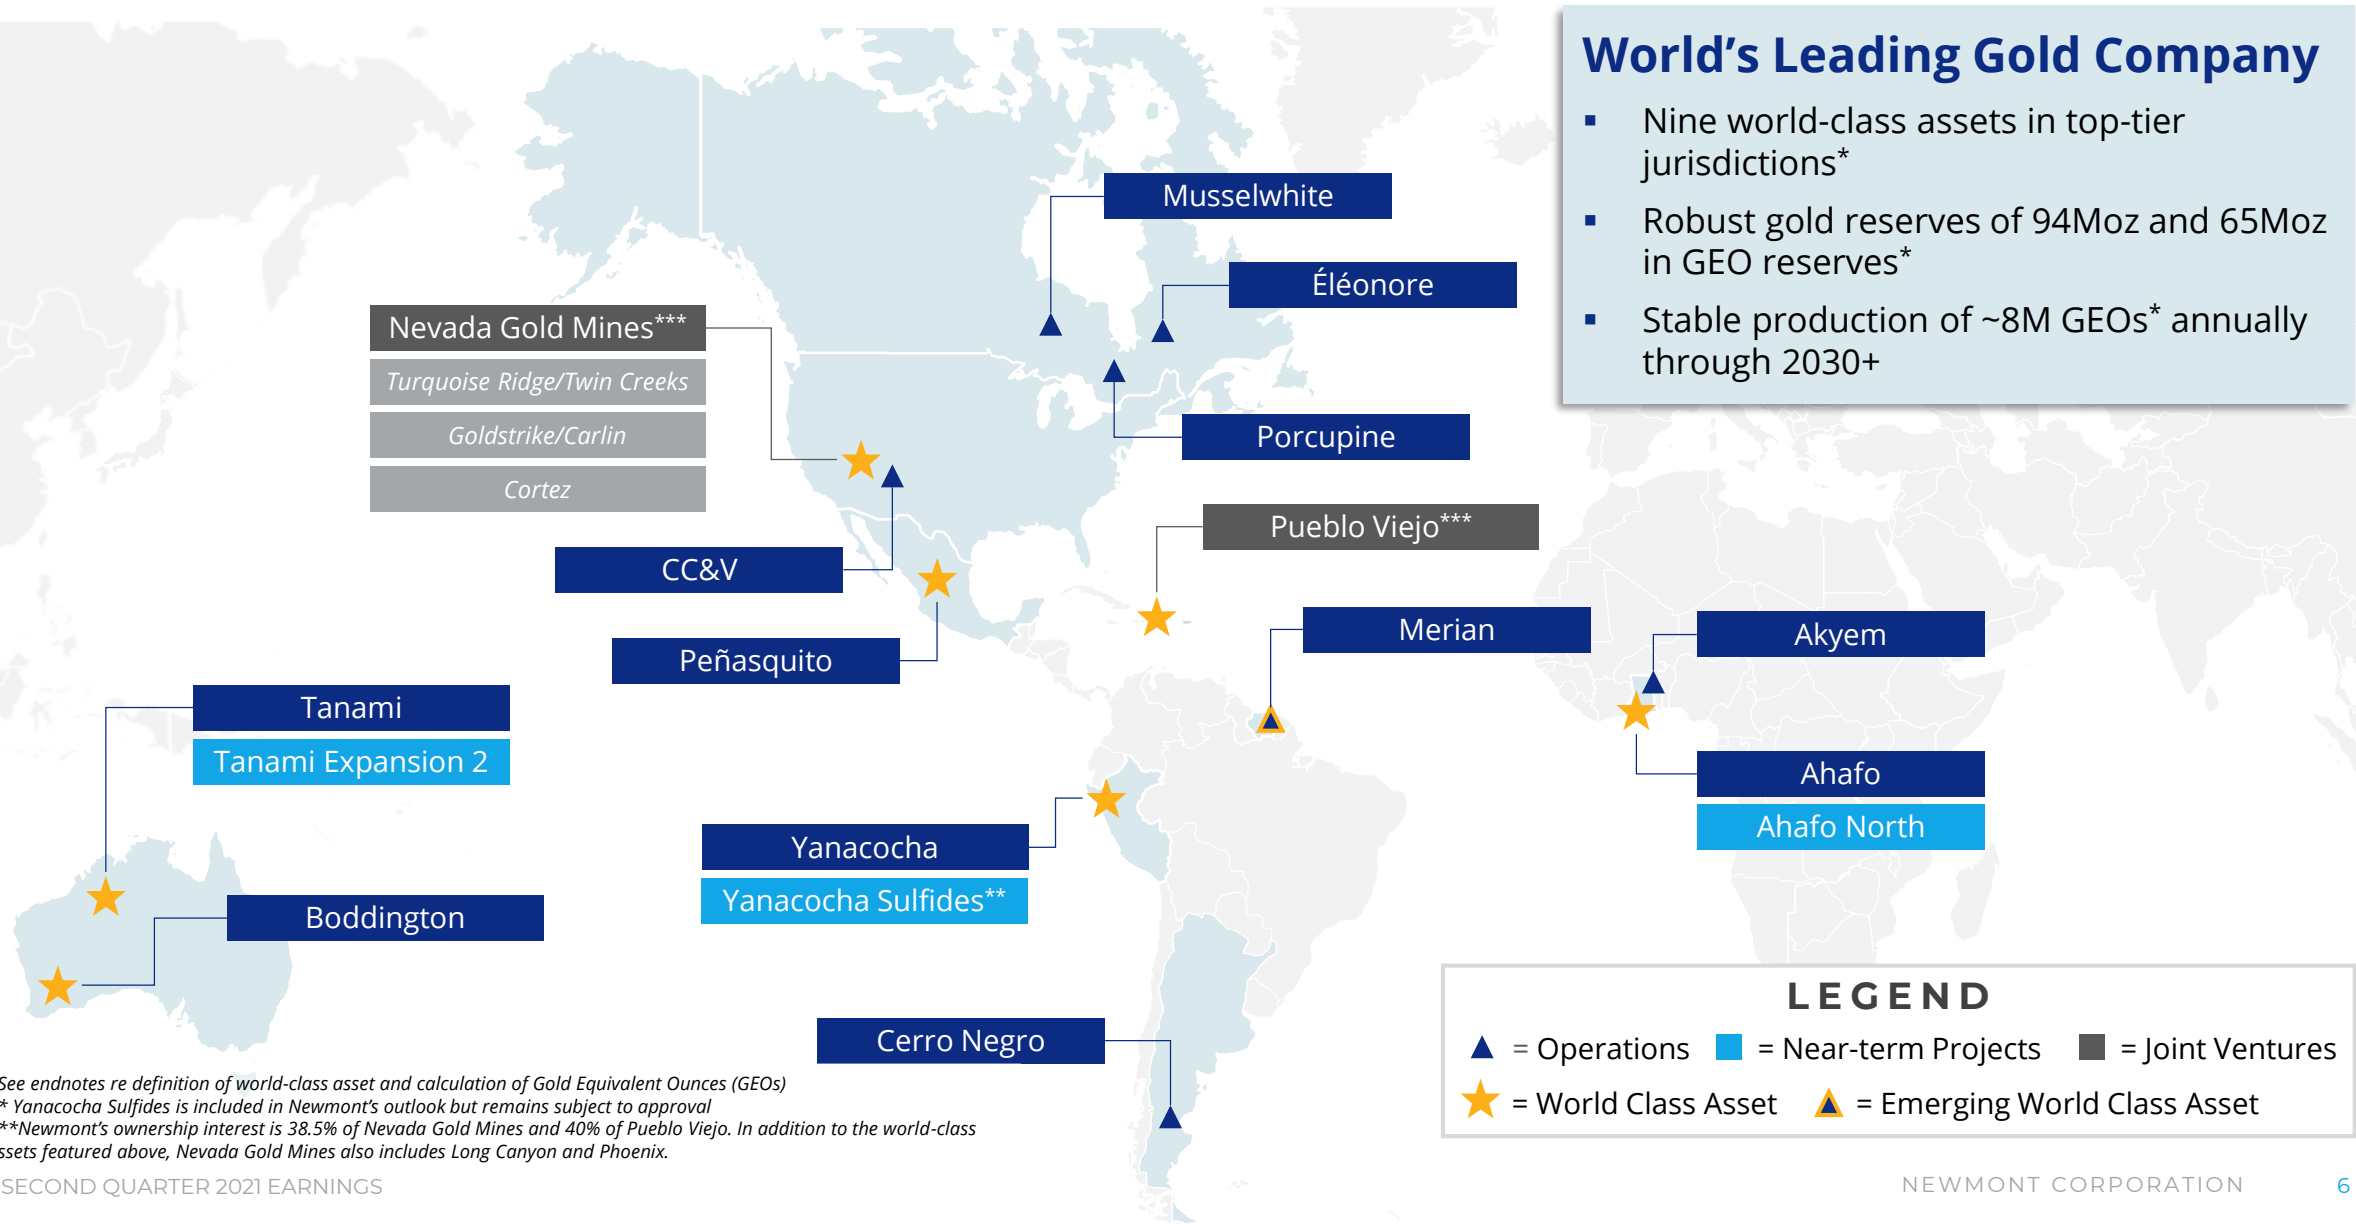 World's Leading Gold Company
▪ Nine world-class assets in top-tier
jurisdictions*
▪ Robust gold reserves of 94Moz and 65Moz
in GEO reserves*
▪ Stable production of ~8M GEOs* annually
through 2030+
Musselwhite
Éléonore
Nevada Gold Mines***
Turquoise Ridge/Twin Creeks
Goldstrike/Carlin
Cortez
Porcupine
Pueblo Viejo***
CC&V
Peñasquito
Merian
Akyem
Tanami
Tanami Expansion 2
Ahafo
Ahafo North
Yanacocha
Yanacocha Sulfides**
Boddington
Cerro Negro
LEGEND
= Operations = Near-term Projects = Joint Ventures
= World Class Asset = Emerging World Class Asset
See endnotes re definition of world-class asset and calculation of Gold Equivalent Ounces (GEOs)
* Yanacocha Sulfides is included in Newmont's outlook but remains subject to approval
**Newmont's ownership interest is 38.5% of Nevada Gold Mines and 40% of Pueblo Viejo. In addition to the world-class
ssets featured above, Nevada Gold Mines also includes Long Canyon and Phoenix.
SECOND QUARTER 2021 EARNINGS
NEWMONT CORPORATION 6